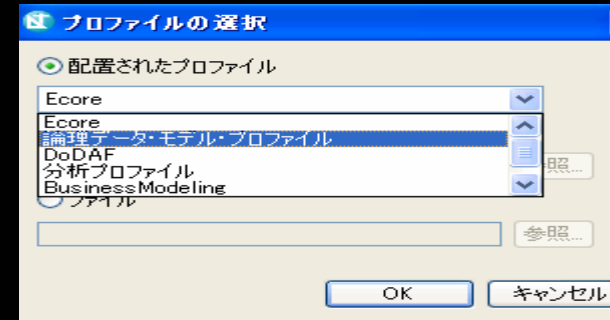 プロファイルの選択
配置されたプロファイル
Ecore
Ecore
論理データ・モデル・プロファイル
DoDAF
分析プロファイル
BusinessModeling
参照...
ファイル
参照...
OK
キャンセル